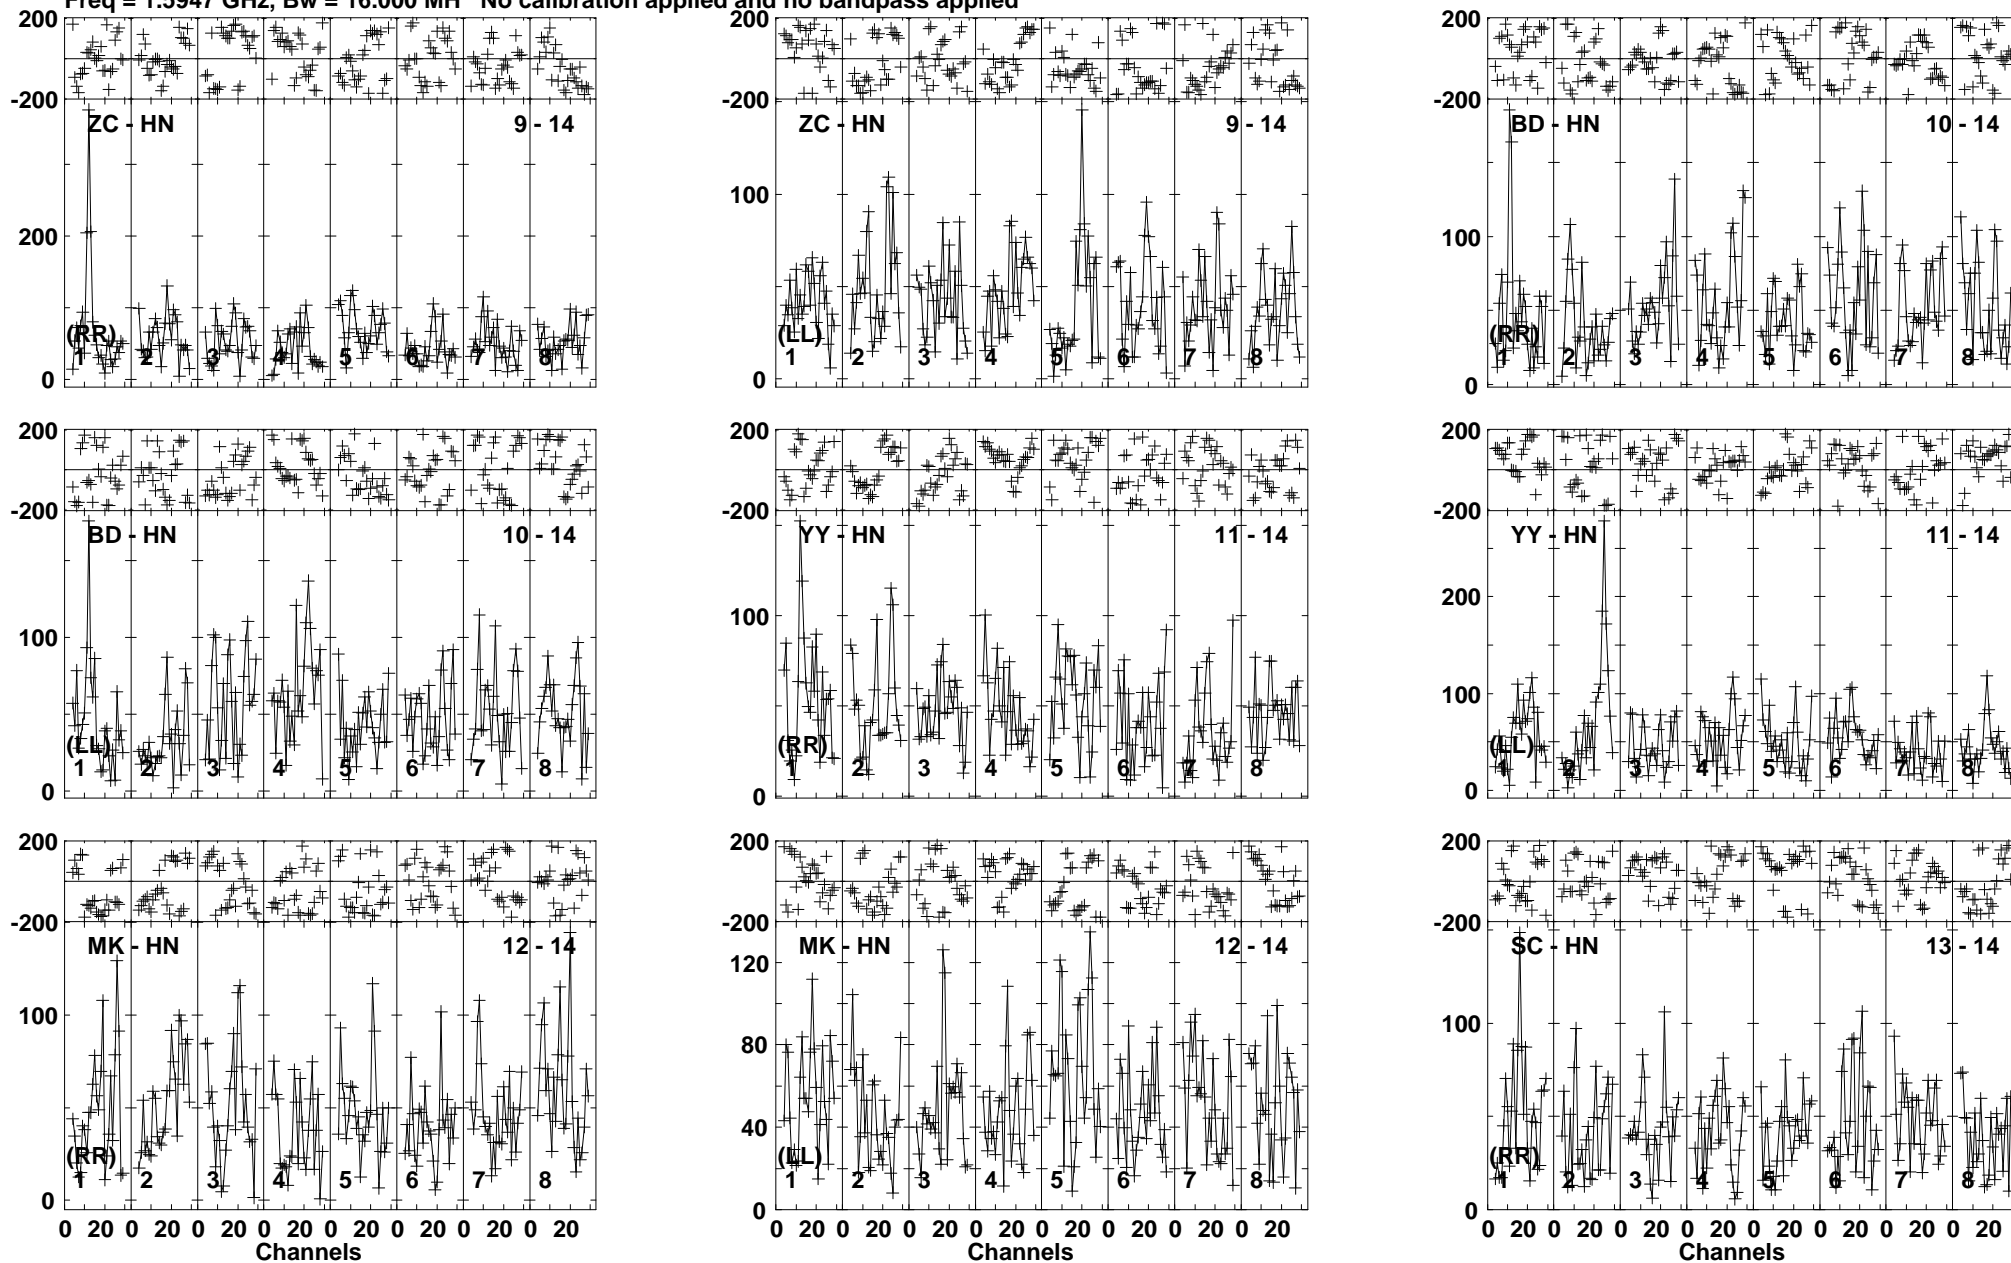 Freq = 1.5947 GHz, Bw = 16.000 MH No calibration applied and no bandpass applied
200
-200
ZC - HN 9 - 14
200
(RR)
1 2 3 4 5 6 7 8
0
200
-200
ZC - HN 9 - 14
100
(LL)
1 2 3 4 5 6 7 8
0
200
-200
BD - HN 10 - 14
100
(RR)
1 2 3 4 5 6 7 8
0
200
-200
BD - HN 10 - 14
100
(LL)
1 2 3 4 5 6 7 8
0
200
-200
YY - HN 11 - 14
100
(RR)
1 2 3 4 5 6 7 8
0
200
-200
YY - HN 11 - 14
200
100
(LL)
1 2 3 4 5 6 7 8
0
200
-200
MK - HN 12 - 14
100
(RR)
1 2 3 4 5 6 7 8
0
0 20 0 20 0 20 0 20 0 20 0 20 0 20 0 20
Channels
200
-200
MK - HN 12 - 14
120
80
40
(LL)
1 2 3 4 5 6 7 8
0
0 20 0 20 0 20 0 20 0 20 0 20 0 20 0 20
Channels
200
-200
SC - HN 13 - 14
100
(RR)
1 2 3 4 5 6 7 8
0
0 20 0 20 0 20 0 20 0 20 0 20 0 20 0 20
Channels